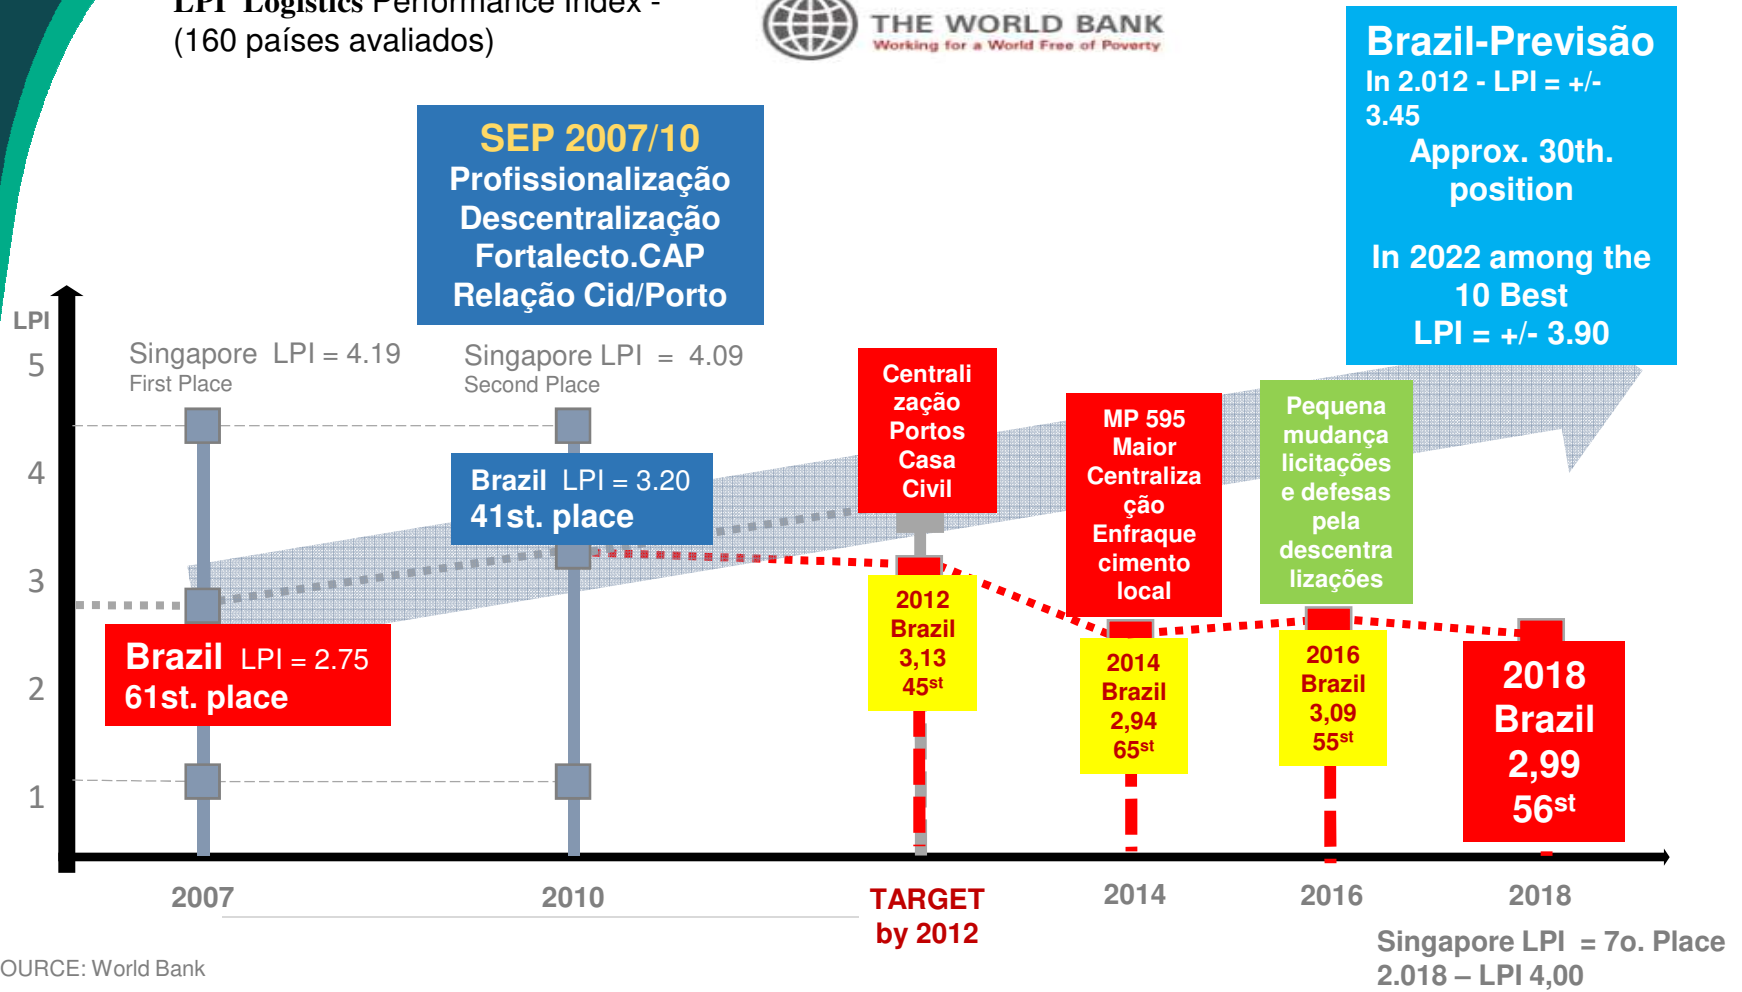 LPI Logistics Performance Index -
(160 países avaliados)
THE WORLD BANK
Working for a World Free of Poverty
Brazil-Previsão
In 2.012 - LPI = +/-
3.45
Approx. 30th.
position
In 2022 among the
10 Best
LPI = +/- 3.90
SEP 2007/10
Profissionalização
Descentralização
Fortalecto.CAP
Relação Cid/Porto
LPI
5
4
3
2
1
Singapore LPI = 4.19
First Place
Singapore LPI = 4.09
Second Place
Brazil LPI = 3.20
41st. place
Brazil LPI = 2.75
61st. place
Centrali
zação
Portos
Casa
Civil
MP 595
Maior
Centraliza
ção
Enfraque
cimento
local
Pequena
mudança
licitações
e defesas
pela
descentra
lizações
2012
Brazil
3,13
45st
2014
Brazil
2,94
65st
2016
Brazil
3,09
55st
2018
Brazil
2,99
56st
2007
2010
TARGET
by 2012
2014
2016
2018
Singapore LPI = 7o. Place
2.018 – LPI 4,00
OURCE: World Bank